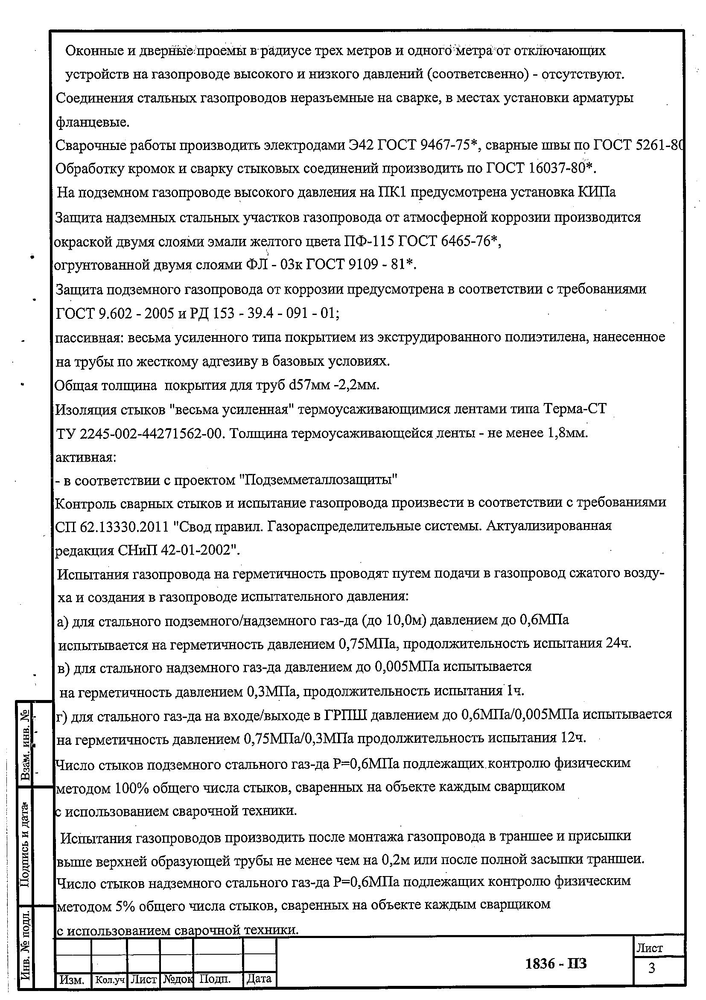 Оконные и дверные проемы в радиусе трех метров и одного метра от отключающих
устройств на газопроводе высокого и низкого давлений (соответсвенно) - отсутствуют.
Соединения стальных газопроводов неразъемные на сварке, в местах установки арматуры
фланцевые.
Сварочные работы производить электродами Э42 ГОСТ 9467-75*, сварные швы по ГОСТ 5261-80
Обработку кромок и сварку стыковых соединений производить по ГОСТ 16037-80*.
На подземном газопроводе высокого давления на ПК1 предусмотрена установка КИПа
Защита надземных стальных участков газопровода от атмосферной коррозии производится
окраской двумя слоями эмали желтого цвета ПФ-115 ГОСТ 6465-76*,
огрунтованной двумя слоями ФЛ - 03к ГОСТ 9109 - 81*.
Защита подземного газопровода от коррозии предусмотрена в соответствии с требованиями
ГОСТ 9.602 - 2005 и РД 153 - 39.4 - 091 - 01;
пассивная: весьма усиленного типа покрытием из экструдированного полиэтилена, нанесенное
на трубы по жесткому адгезиву в базовых условиях.
Общая толщина покрытия для труб d57мм -2,2мм.
Изоляция стыков "весьма усиленная" термоусаживающимися лентами типа Терма-СТ
ТУ 2245-002-44271562-00. Толщина термоусаживающейся ленты - не менее 1,8мм.
активная:
- в соответствии с проектом "Подземметаллозащиты"
Контроль сварных стыков и испытание газопровода произвести в соответствии с требованиями
СП 62.13330.2011 "Свод правил. Газораспределительные системы. Актуализированная
редакция СНиП 42-01-2002".
Испытания газопровода на герметичность проводят путем подачи в газопровод сжатого возду-
ха и создания в газопроводе испытательного давления:
а) для стального подземного/надземного газ-да (до 10,0м) давлением до 0,6МПа
испытывается на герметичность давлением 0,75МПа, продолжительность испытания 24ч.
в) для стального надземного газ-да давлением до 0,005МПа испытывается
на герметичность давлением 0,3МПа, продолжительность испытания 1ч.
г) для стального газ-да на входе/выходе в ГРПШ давлением до 0,6МПа/0,005МПа испытывается
на герметичность давлением 0,75МПа/0,3МПа продолжительность испытания 12ч.
Число стыков подземного стального газ-да Р=0,6МПа подлежащих контролю физическим
методом 100% общего числа стыков, сваренных на объекте каждым сварщиком
с использованием сварочной техники.
Испытания газопроводов производить после монтажа газопровода в траншее и присыпки
выше верхней образующей трубы не менее чем на 0,2м или после полной засыпки траншеи.
Число стыков надземного стального газ-да Р=0,6МПа подлежащих контролю физическим
методом 5% общего числа стыков, сваренных на объекте каждым сварщиком
с использованием сварочной техники.
Взам. инв. №
Подпись и дата
Инв. № подл.
Изм. Кол.уч Лист №док Подп. Дата
1836 - ПЗ
Лист
3